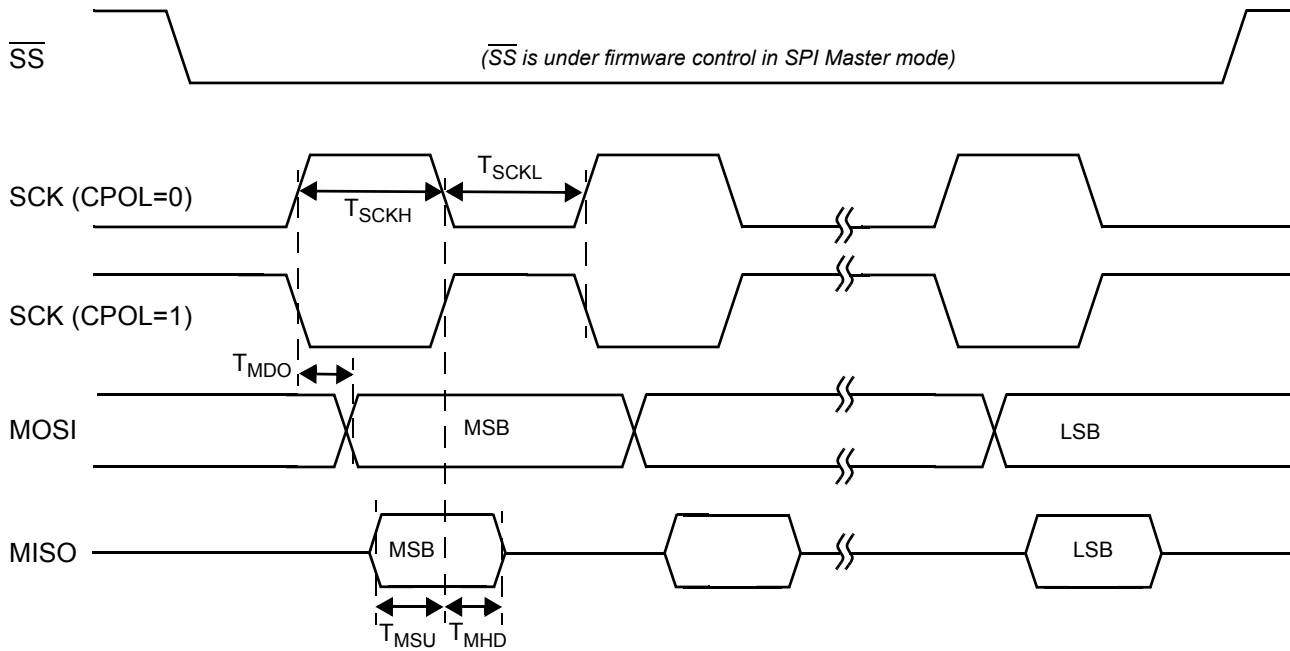 SS
(SS is under firmware control in SPI Master mode)
SCK (CPOL=0)
TSCKH
TSCKL
SCK (CPOL=1)
TMDO
MOSI
MSB
LSB
MISO
MSB
LSB
TMSU
TMHD